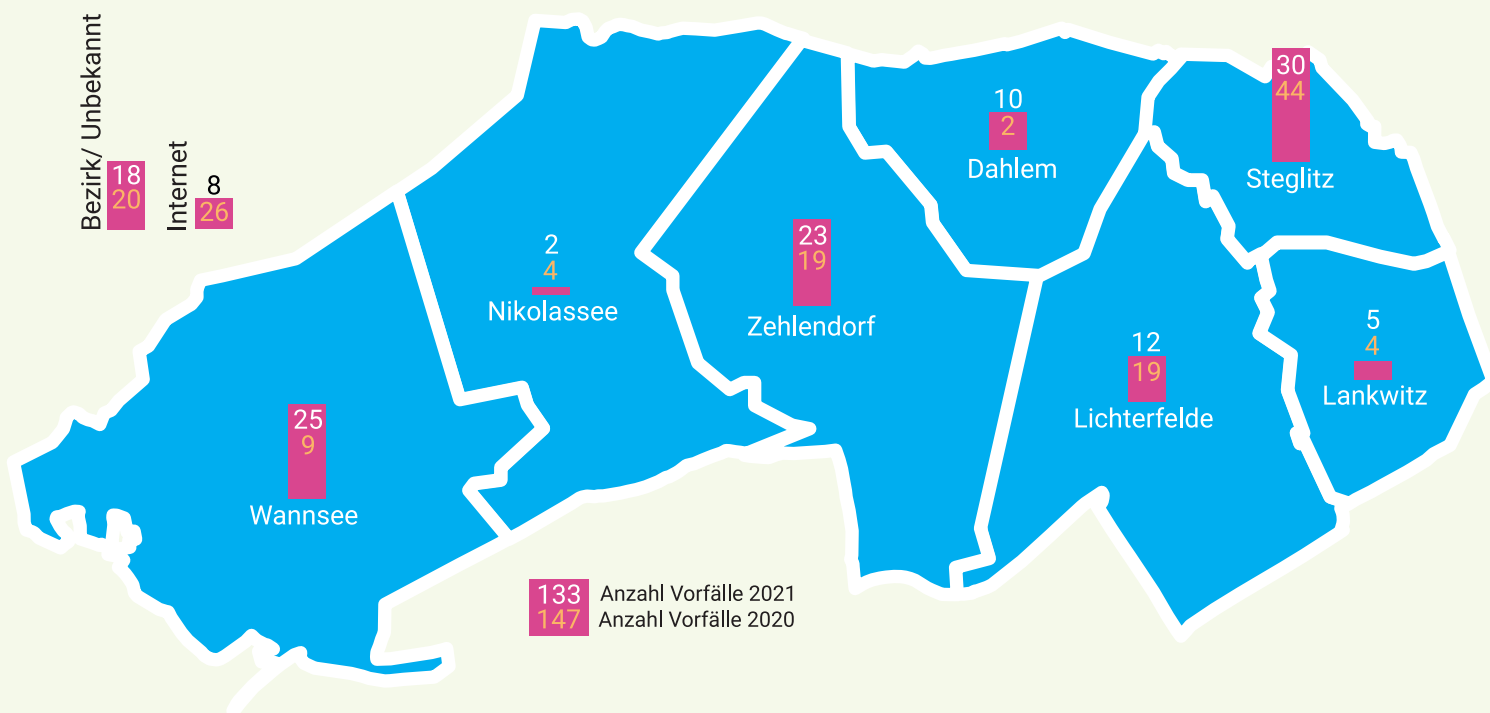 Bezirk/ Unbekannt
18
20
Internet
8
26
25
9
Wannsee
2
4
Nikolassee
23
19
Zehlendorf
10
2
Dahlem
30
44
Steglitz
12
19
Lichterfelde
5
4
Lankwitz
133 Anzahl Vorfälle 2021
147 Anzahl Vorfälle 2020